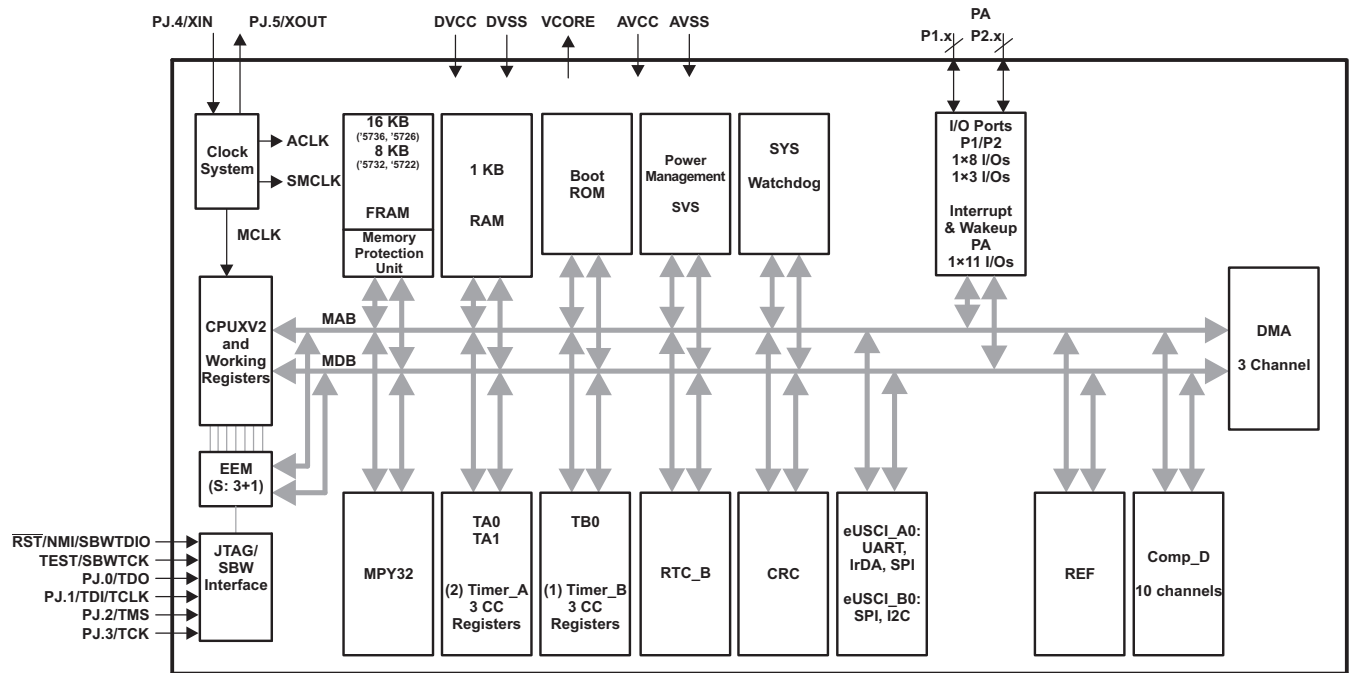 PJ.4/XIN
PJ.5/XOUT
DVCC
DVSS
VCORE
AVCC
AVSS
PA
P1.x
P2.x
Clock
System
ACLK
SMCLK
MCLK
16 KB
('5736, '5726)
8 KB
('5732, '5722)
FRAM
Memory
Protection
Unit
1 KB
RAM
Boot
ROM
Power
Management
SVS
SYS
Watchdog
I/O Ports
P1/P2
1×8 I/Os
1×3 I/Os
Interrupt
& Wakeup
PA
1×11 I/Os
CPUXV2
and
Working
Registers
MAB
MDB
DMA
3 Channel
EEM
(S: 3+1)
RST/NMI/SBWTDIO
TEST/SBWTCK
PJ.0/TDO
PJ.1/TDI/TCLK
PJ.2/TMS
PJ.3/TCK
JTAG/
SBW
Interface
MPY32
TA0
TA1
(2) Timer_A
3 CC
Registers
TB0
(1) Timer_B
3 CC
Registers
RTC_B
CRC
eUSCI_A0:
UART,
IrDA, SPI
eUSCI_B0:
SPI, I2C
REF
Comp_D
10 channels